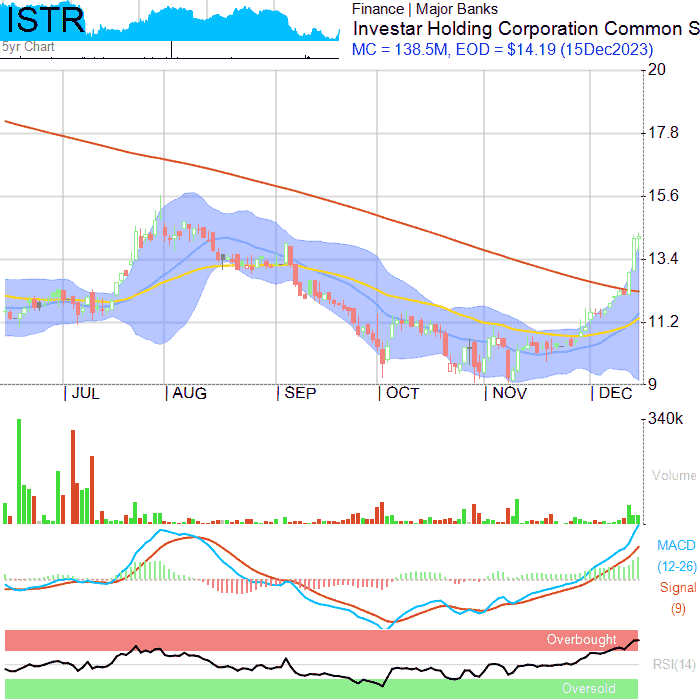 ISTR
5yr Chart
Finance | Major Banks
Investar Holding Corporation Common S
MC = 138.5M, EOD = $14.19 (15Dec2023)
20
17.8
15.6
13.4
11.2
9
JUL AUG SEP OCT NOV DEC
340k
Volume
MACD
(12-26)
Signal
(9)
Overbought
RSI(14)
Oversold